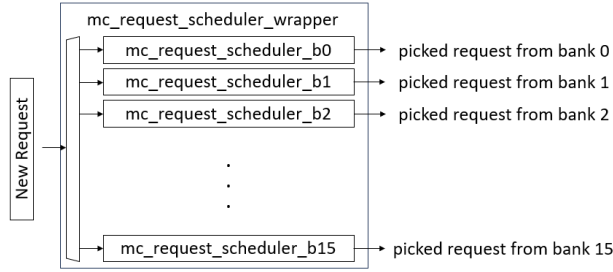 mc_request_scheduler_wrapper
New Request
mc_request_scheduler_b0
picked request from bank 0
mc_request_scheduler_b1
picked request from bank 1
mc_request_scheduler_b2
picked request from bank 2
mc_request_scheduler_b15
picked request from bank 15